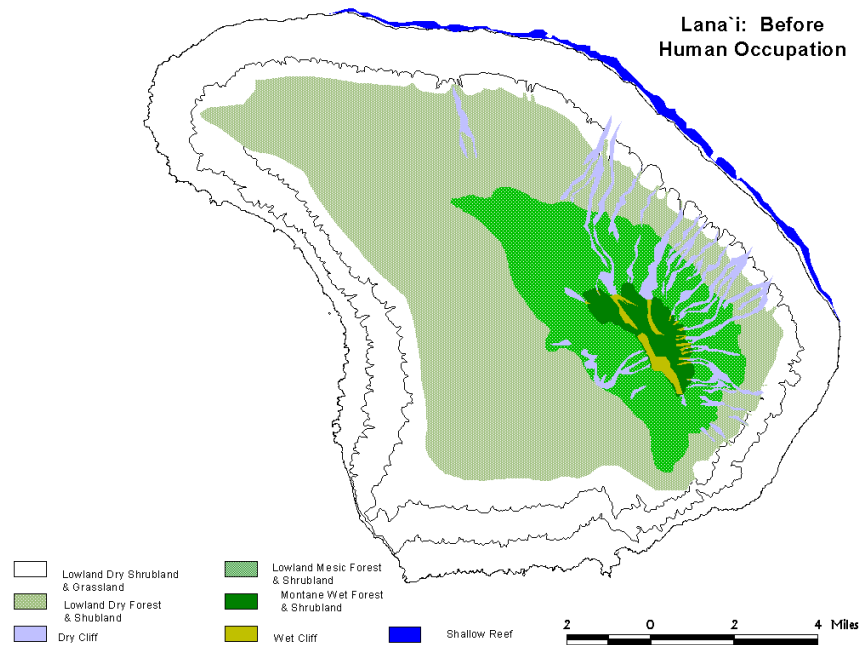 Lana`i: Before
Human Occupation
Lowland Dry Shrubland
& Grassland
Lowland Dry Forest
& Shubland
Dry Cliff
Lowland Mesic Forest
& Shrubland
Montane Wet Forest
& Shrubland
Wet Cliff
Shallow Reef
2 0 2 4 Miles